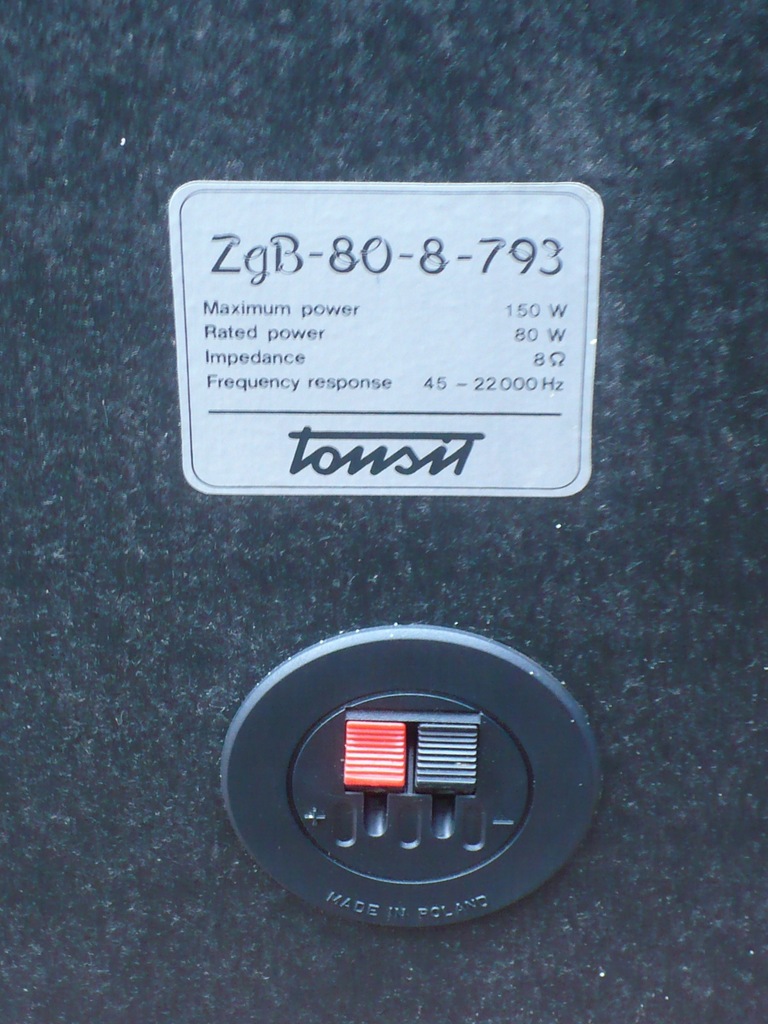 ZgB-80-8-793
Maximum power 150 W
Rated power 80 W
Impedance 8Ω
Frequency response 45 - 22000 Hz
tonsil
+ -
MADE IN POLAND